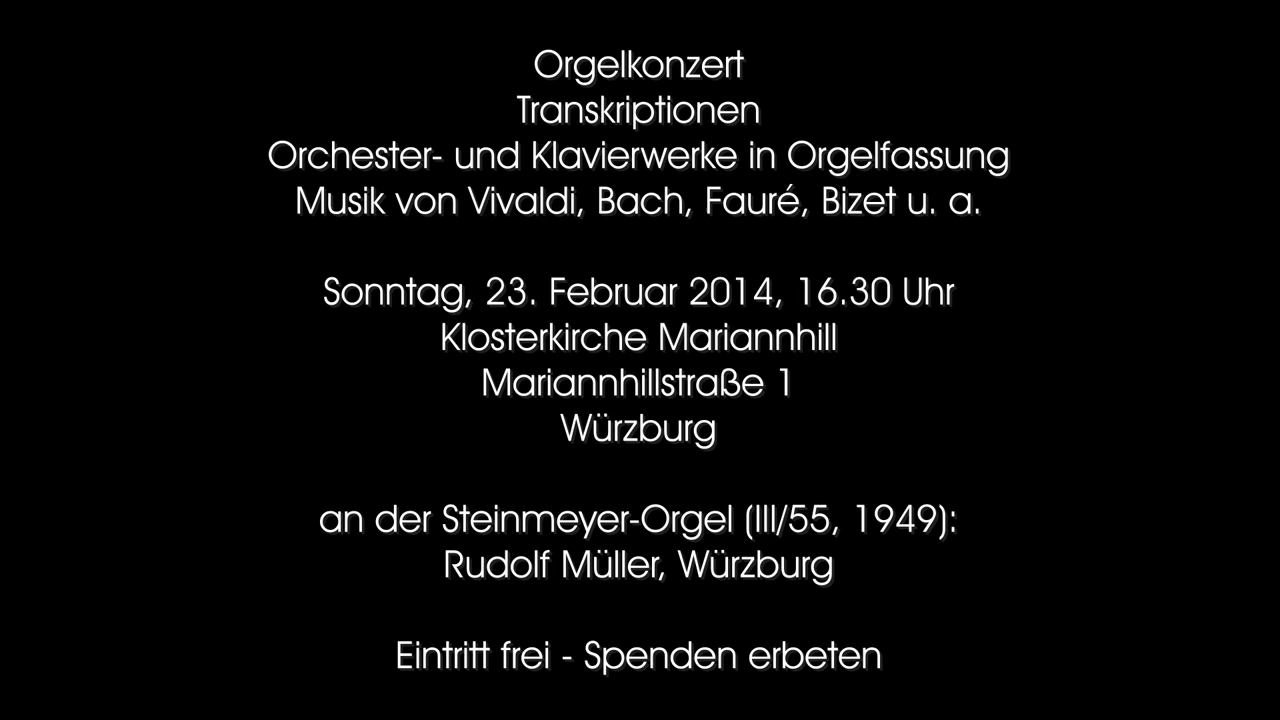 Orgelkonzert
Transkriptionen
Orchester- und Klavierwerke in Orgelfassung
Musik von Vivaldi, Bach, Fauré, Bizet u. a.
Sonntag, 23. Februar 2014, 16.30 Uhr
Klosterkirche Mariannhill
Mariannhillstraße 1
Würzburg
an der Steinmeyer-Orgel (III/55, 1949):
Rudolf Müller, Würzburg
Eintritt frei - Spenden erbeten